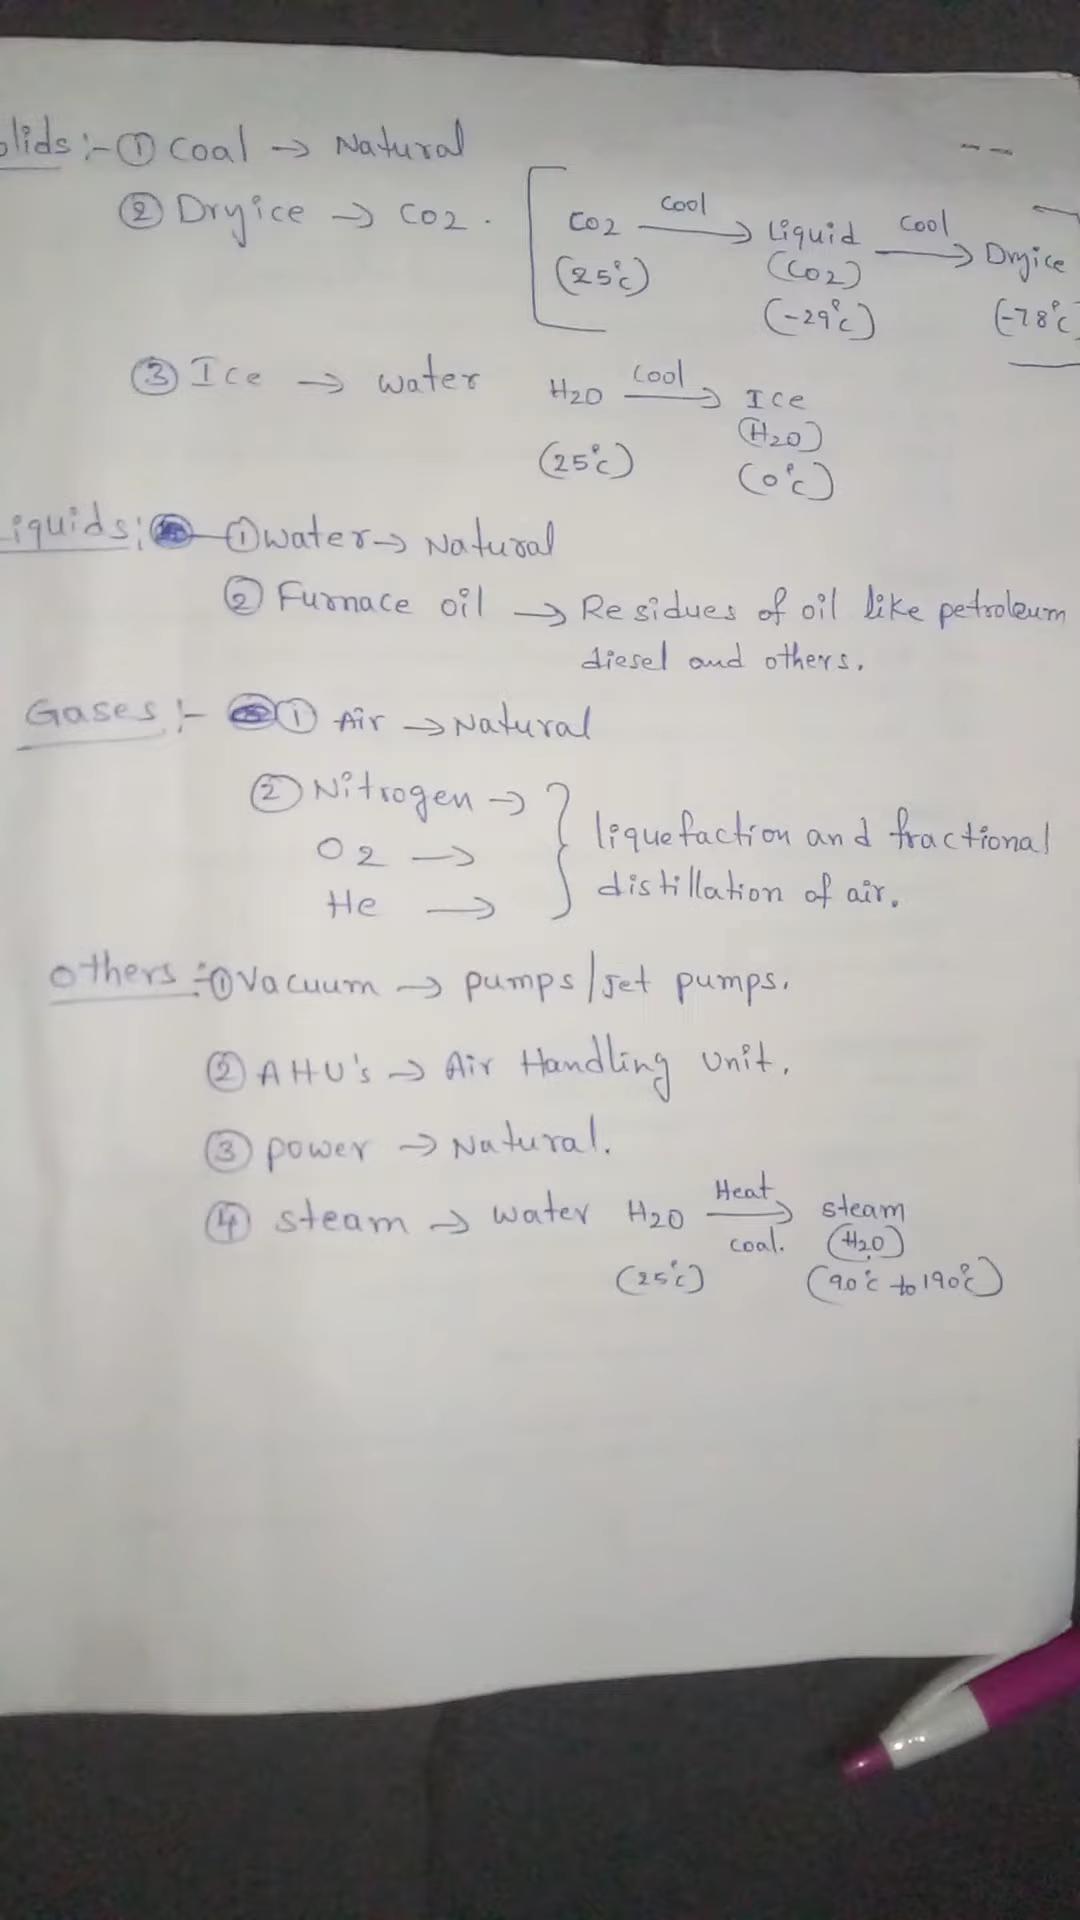 olids :- ① Coal → Natural
② Dryice → CO2 . [ CO2 cool → Liquid cool → Dryice
(25°c) (CO2)
(-29°c) (-78°c)
③ Ice → water H2O cool → Ice
(H2O)
(25°c) (0°c)
iquids: ① water → Natural
② Furnace oil → Residues of oil like petroleum
diesel and others.
Gases :- ① Air → Natural
② Nitrogen → }
O2 → } liquefaction and fractional
He → } distillation of air.
Others :- ① Vacuum → pumps/Jet pumps.
② AHU's → Air Handling Unit.
③ power → Natural.
④ steam → water H2O Heat → steam
coal. (H2O)
(25°c) (90°c to 190°c)